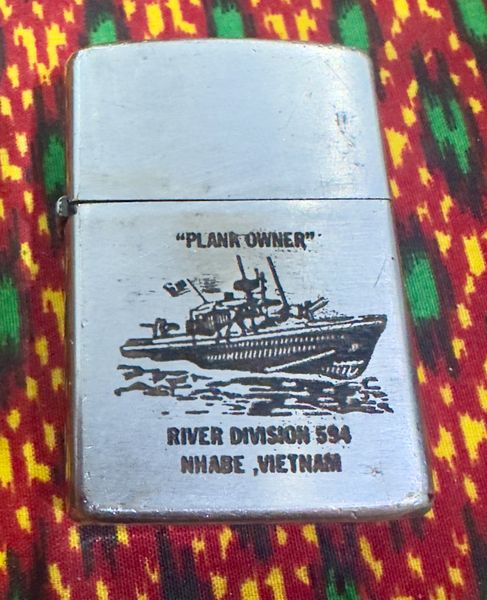 "PLANK OWNER"
RIVER DIVISION 594
NHABE ,VIETNAM